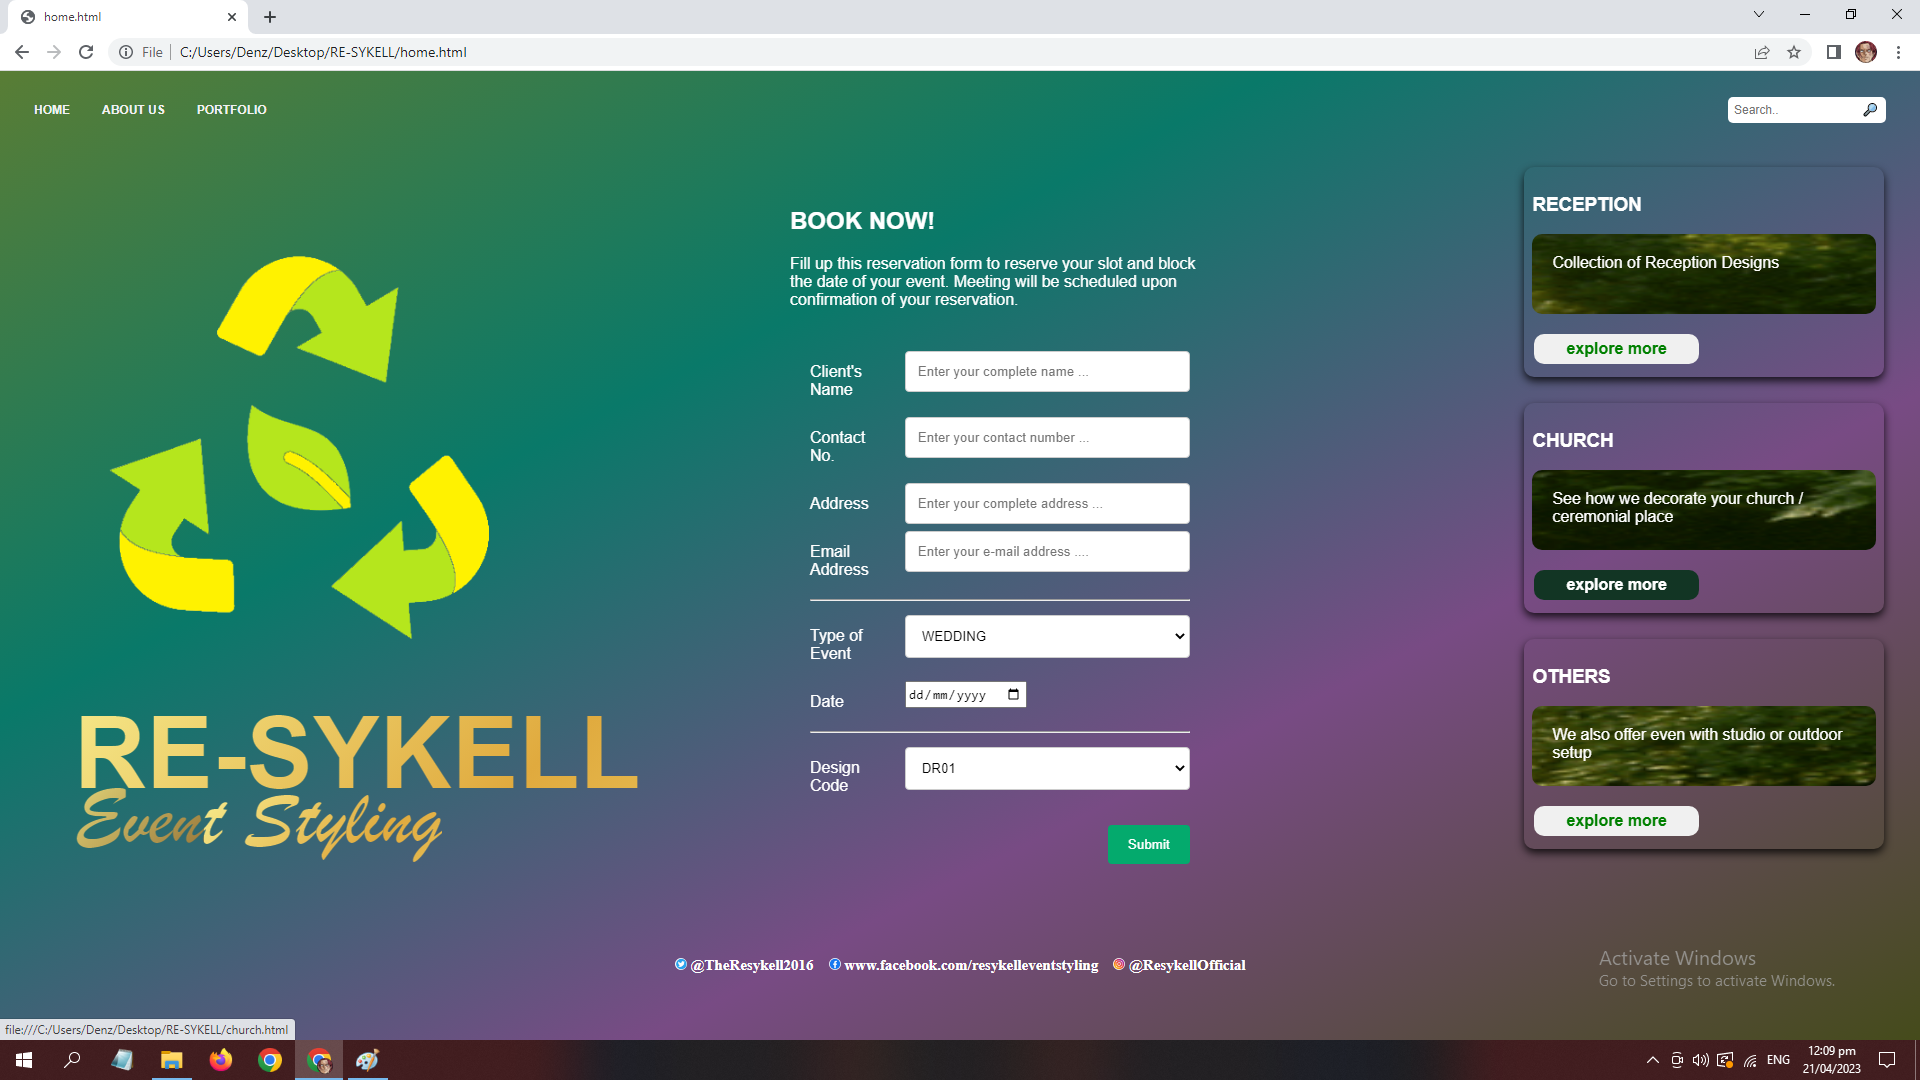 home.html
File
C:/Users/Denz/Desktop/RE-SYKELL/home.html
HOME
ABOUT US
PORTFOLIO
Search..
RE-SYKELL
Event Styling
BOOK NOW!
Fill up this reservation form to reserve your slot and block
the date of your event. Meeting will be scheduled upon
confirmation of your reservation.
Client's
Name
Enter your complete name ...
Contact
No.
Enter your contact number ...
Address
Enter your complete address ...
Email
Address
Enter your e-mail address ....
Type of
Event
WEDDING
Date
dd/mm/yyyy
Design
Code
DR01
Submit
RECEPTION
Collection of Reception Designs
explore more
CHURCH
See how we decorate your church /
ceremonial place
explore more
OTHERS
We also offer even with studio or outdoor
setup
explore more
@TheResykell2016
www.facebook.com/resykelleventstyling
@ResykellOfficial
Activate Windows
Go to Settings to activate Windows.
file:///C:/Users/Denz/Desktop/RE-SYKELL/church.html
ENG
12:09 pm
21/04/2023